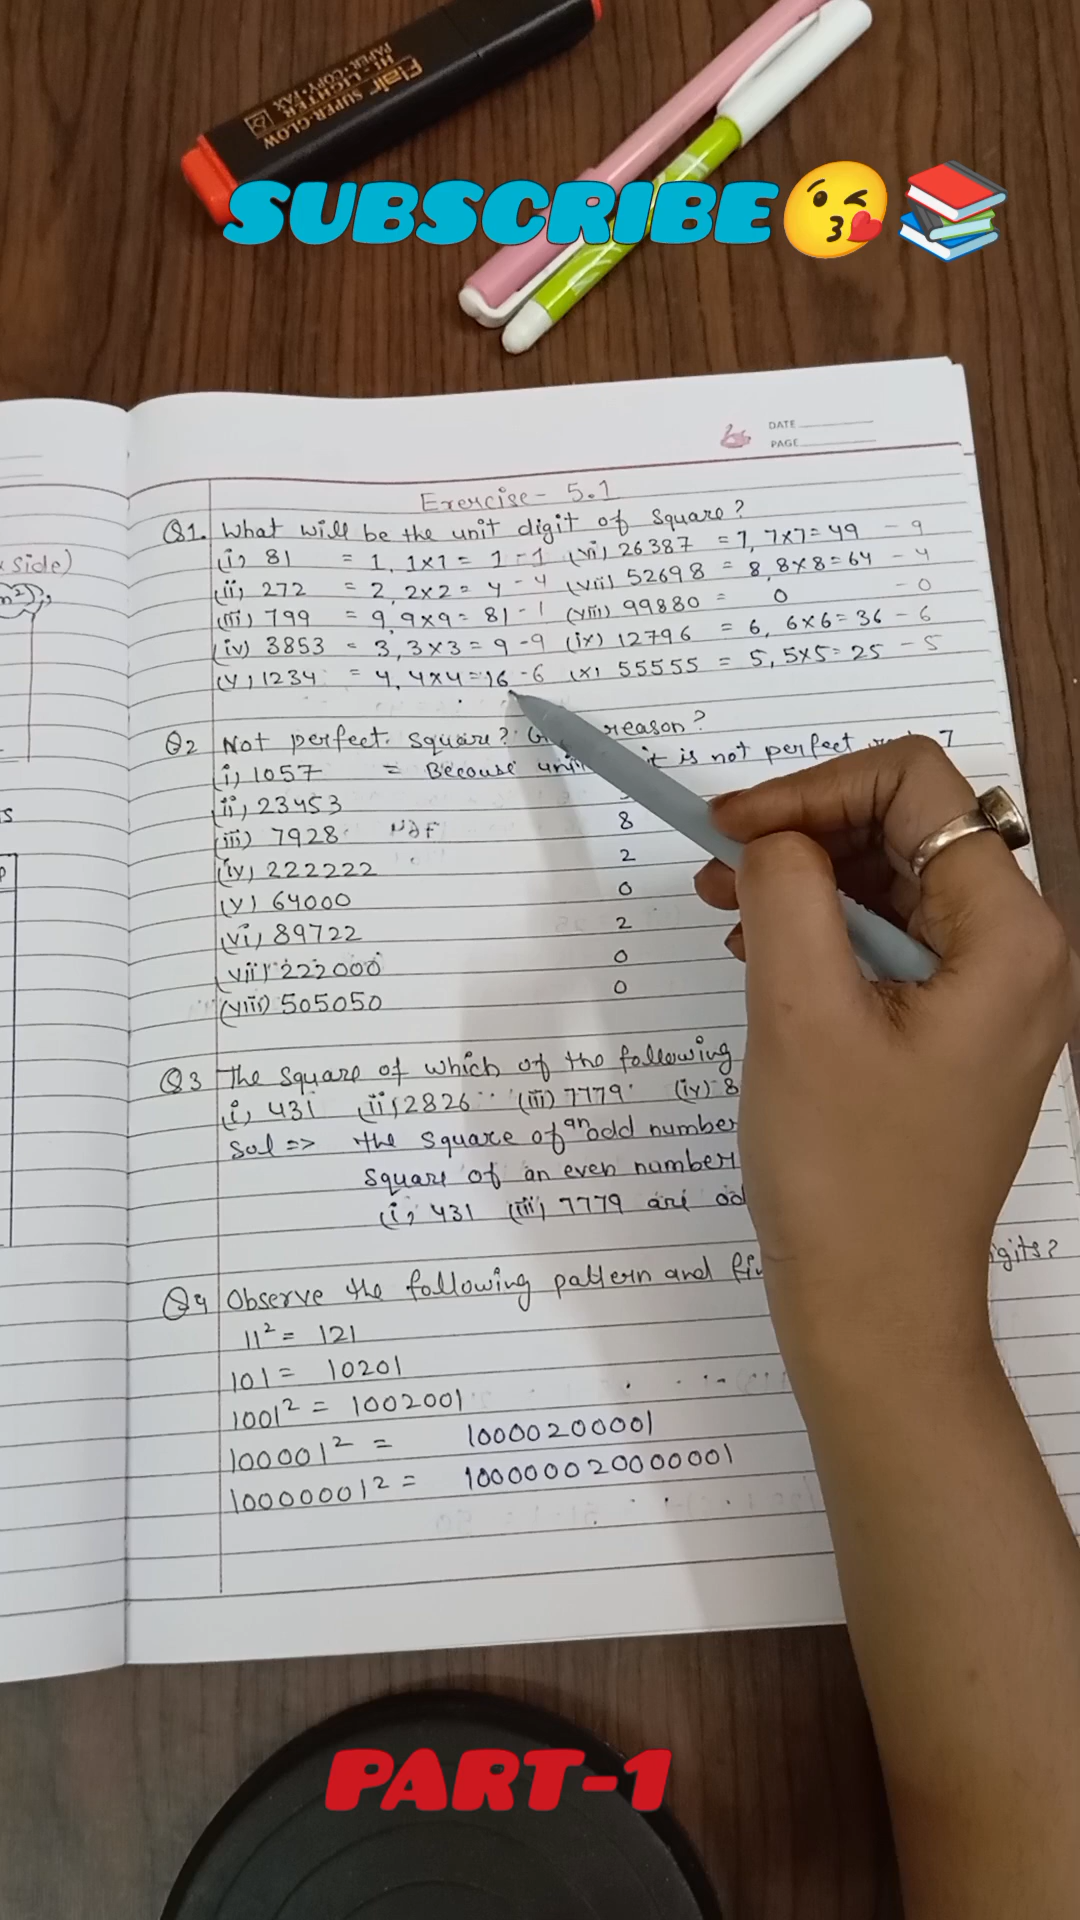 Flair SUPER-GLOW
HI-LIGHTER
PAPER•COPY•FAX
SUBSCRIBE😘📚
DATE
PAGE
Exercise - 5.1
Q1. What will be the unit digit of square?
(i) 81 = 1, 1x1 = 1 - 1 (vi) 26387 = 7, 7x7 = 49 - 9
(ii) 272 = 2, 2x2 = 4 - 4 (vii) 52698 = 8, 8x8 = 64 - 4
(iii) 799 = 9, 9x9 = 81 - 1 (viii) 99880 = 0 - 0
(iv) 3853 = 3, 3x3 = 9 - 9 (ix) 12796 = 6, 6x6 = 36 - 6
(v) 1234 = 4, 4x4 = 16 - 6 (x) 55555 = 5, 5x5 = 25 - 5
Q2 Not perfect. square? reason?
(i) 1057 = Becouse it is not perfect 7
(ii) 23453
(iii) 7928 8
(iv) 222222 2
(v) 64000 0
(vi) 89722 2
(vii) 222000 0
(viii) 505050 0
Q3 The square of which of the following
(i) 431 (ii) 2826 (iii) 7779 (iv) 8
Sol => the square of an odd number
square of an even number
(i) 431 (iii) 7779 are
Q4 Observe the following pattern and
11² = 121
101 = 10201
1001² = 1002001
100001² = 10000200001
10000001² = 100000020000001
side)
PART-1